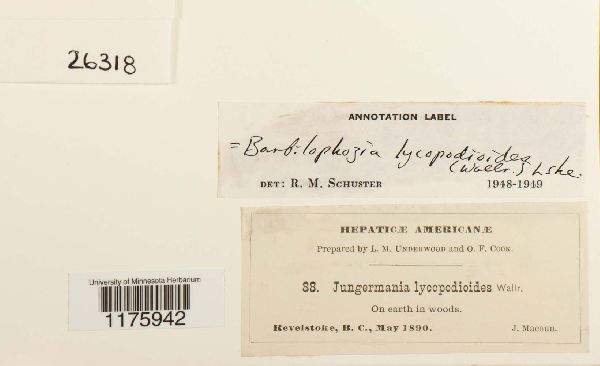 26318
ANNOTATION LABEL
= Barbilophozia lycopodioides
(Wallr.) Lske.
DET: R. M. SCHUSTER 1948-1949
HEPATICÆ AMERICANÆ
Prepared by L. M. UNDERWOOD and O. F. COOK.
88. Jungermania lycopodioides Wallr.
On earth in woods.
Revelstoke, B. C., May 1890. J. Macoun.
University of Minnesota Herbarium
1175942